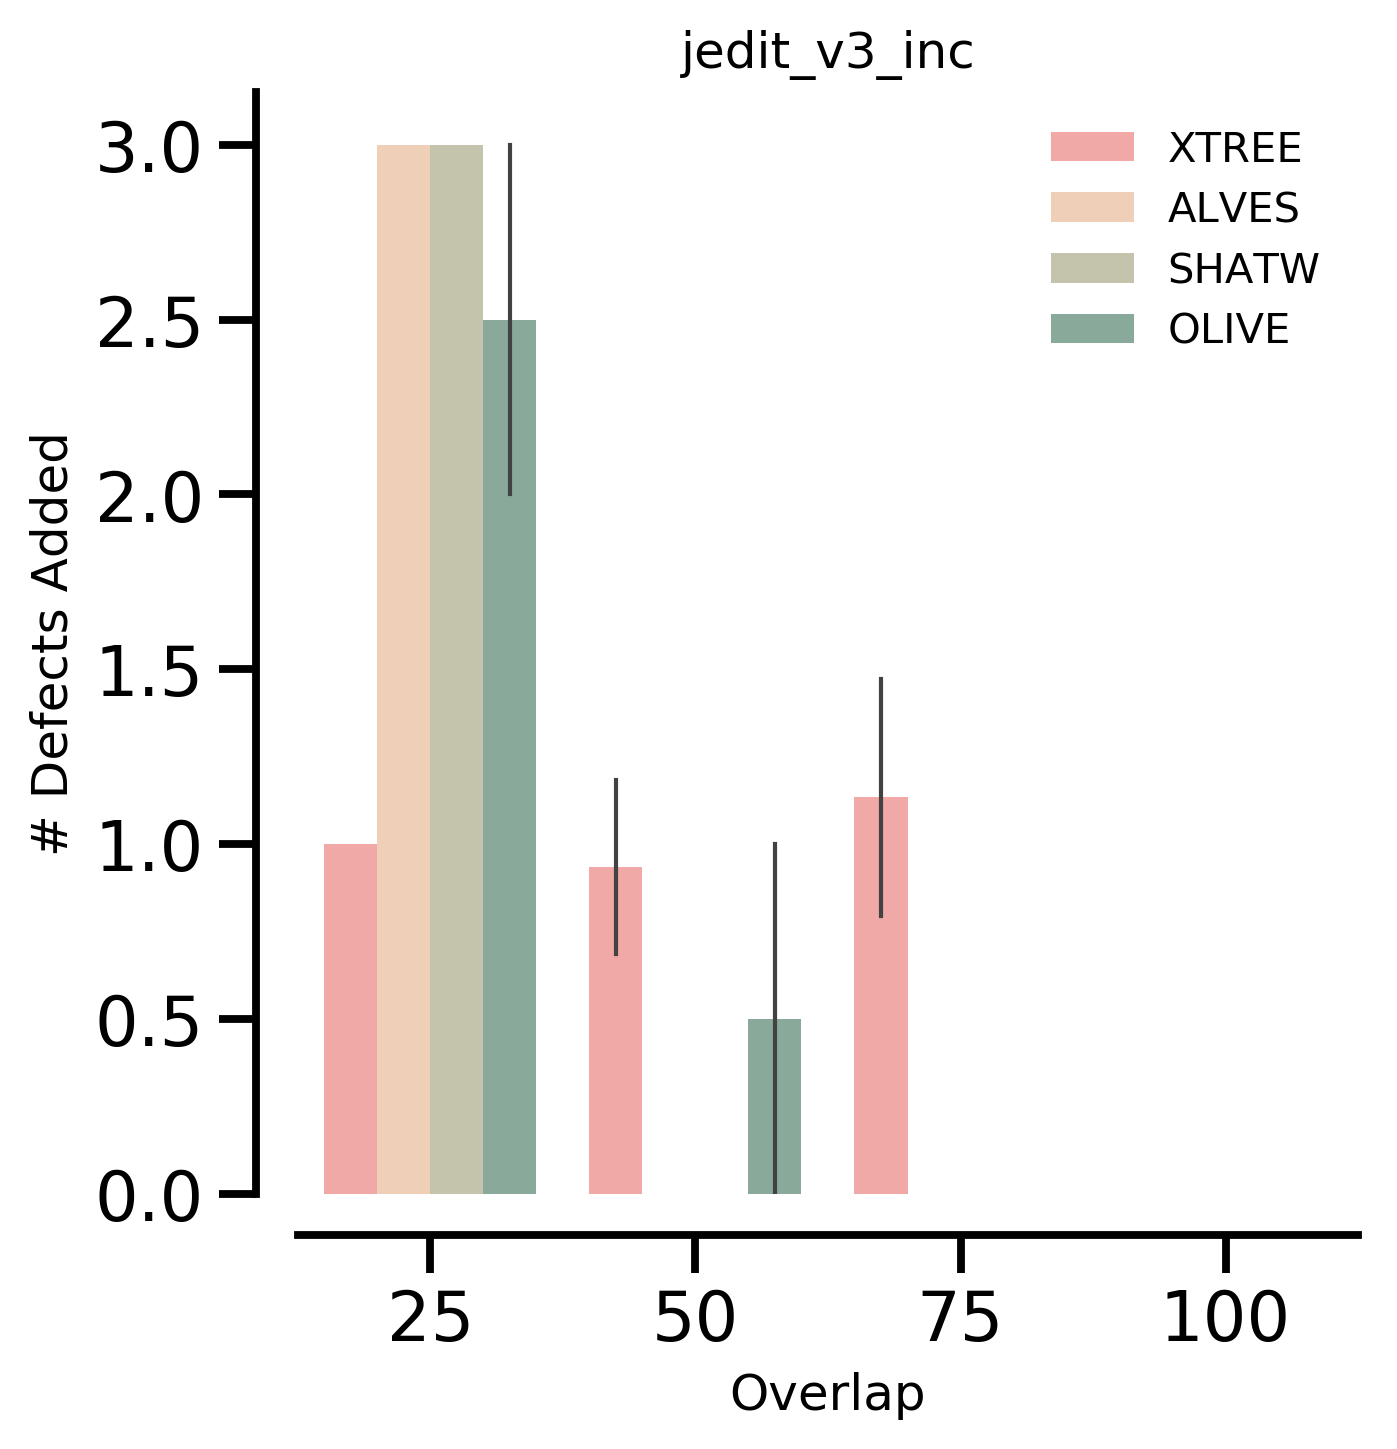 jedit_v3_inc
XTREE
ALVES
SHATW
OLIVE
# Defects Added
3.0
2.5
2.0
1.5
1.0
0.5
0.0
25 50 75 100
Overlap